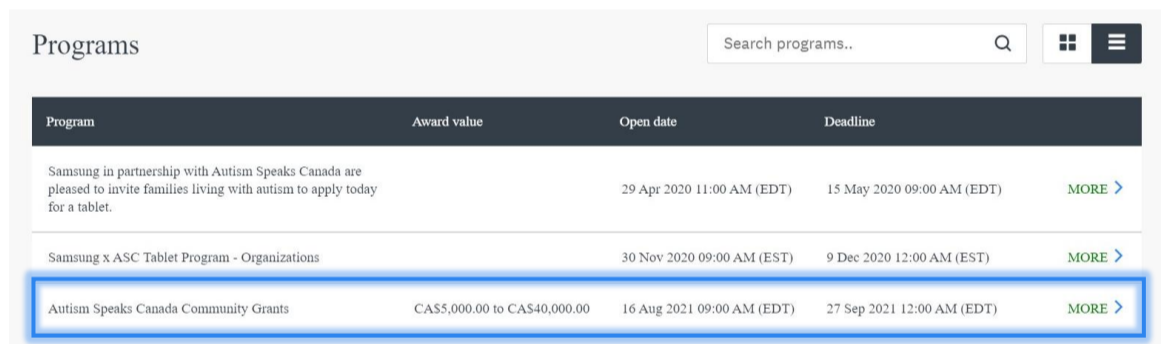 Programs
Search programs..
Program Award value Open date Deadline
Samsung in partnership with Autism Speaks Canada are
pleased to invite families living with autism to apply today
for a tablet.
29 Apr 2020 11:00 AM (EDT) 15 May 2020 09:00 AM (EDT) MORE
Samsung x ASC Tablet Program - Organizations 30 Nov 2020 09:00 AM (EST) 9 Dec 2020 12:00 AM (EST) MORE
Autism Speaks Canada Community Grants CA$5,000.00 to CA$40,000.00 16 Aug 2021 09:00 AM (EDT) 27 Sep 2021 12:00 AM (EDT) MORE